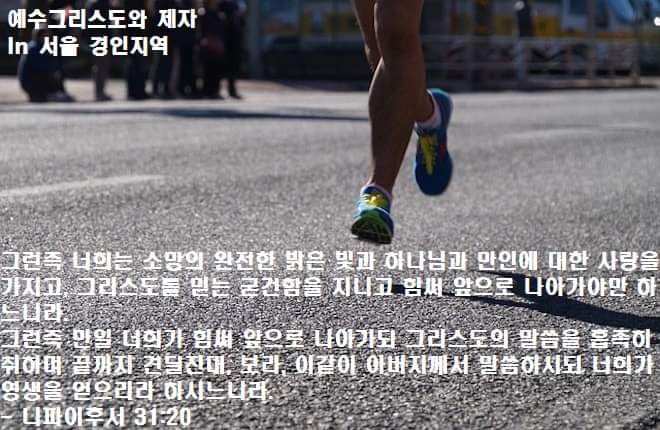 예수그리스도와 제자
In 서울 경인지역
그런즉 너희는 소망의 완전한 밝은 빛과 하나님과 만인에 대한 사랑을
가지고, 그리스도를 믿는 굳건함을 지니고 힘써 앞으로 나아가야만 하
느니라.
그런즉 만일 너희가 힘써 앞으로 나아가되 그리스도의 말씀을 흡족히
취하며 끝까지 견딜진대, 보라, 이같이 아버지께서 말씀하시되 너희가
영생을 얻으리라 하시느니라.
- 니파이후서 31:20